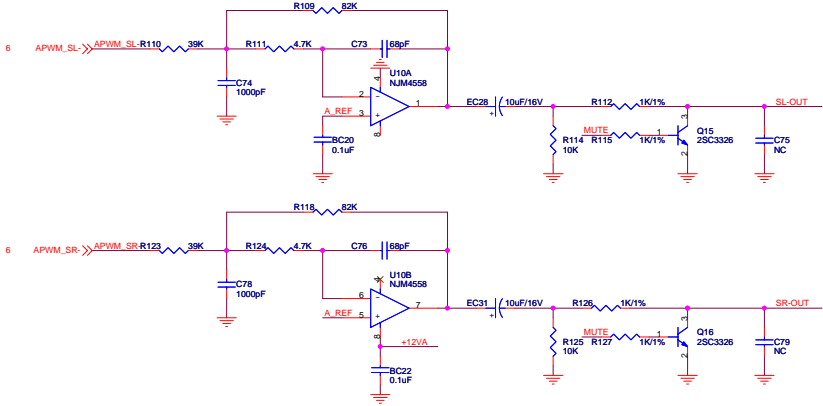 R109 82K
6 APWM_SL- APWM_SL- R110 39K R111 4.7K C73 68pF
C74
1000pF
4
U10A
NJM4558
2
A_REF 3
1
8
BC20
0.1uF
EC28 10uF/16V
+
R112 1K/1% SL-OUT
R114
10K
MUTE
R115 1K/1%
1
3
2
Q15
2SC3326
C75
NC
R118 82K
6 APWM_SR- APWM_SR- R123 39K R124 4.7K C76 68pF
C78
1000pF
4
U10B
NJM4558
6
A_REF 5
7
8
+12VA
BC22
0.1uF
EC31 10uF/16V
+
R126 1K/1% SR-OUT
R125
10K
MUTE
R127 1K/1%
1
3
2
Q16
2SC3326
C79
NC